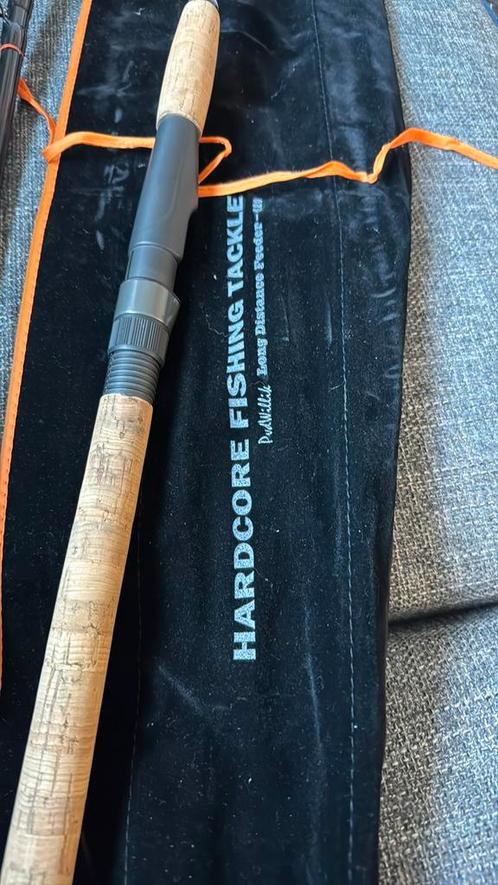 HARDCORE FISHING TACKLE
Long Distance Feeder